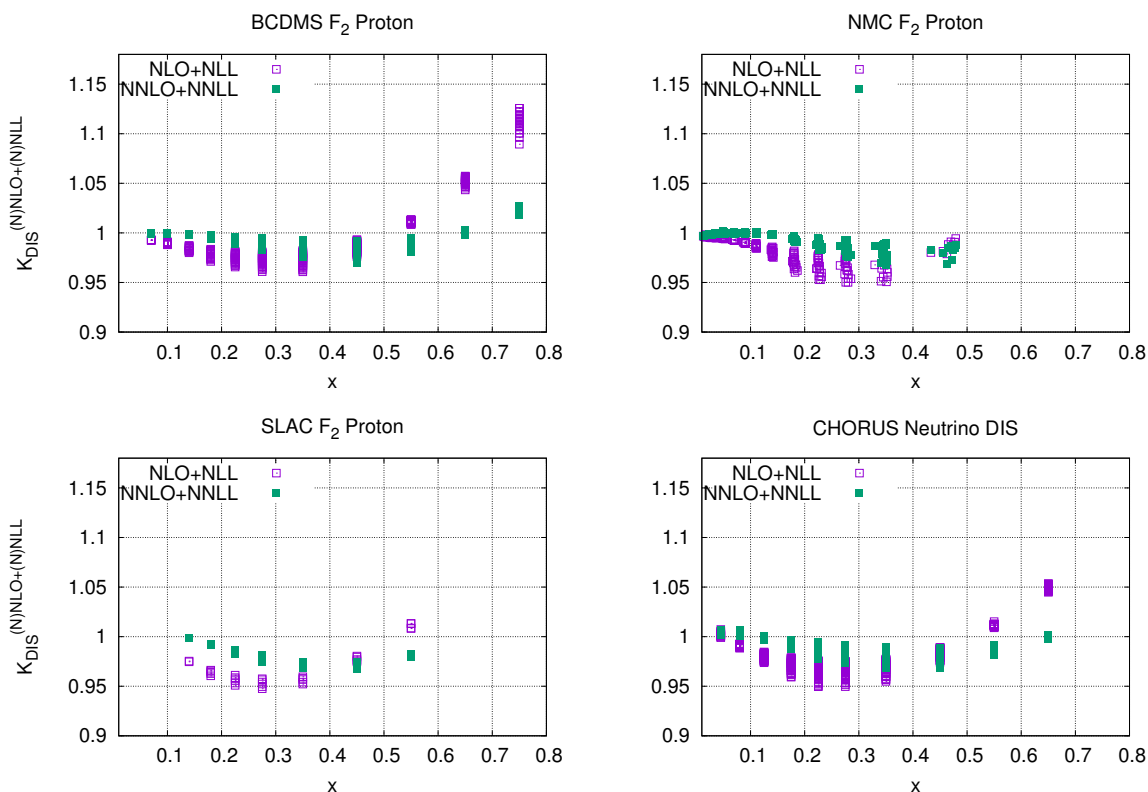 BCDMS F2 Proton
NLO+NLL
NNLO+NNLL
KDIS(N)NLO+(N)NLL
1.15
1.1
1.05
1
0.95
0.9
0.1 0.2 0.3 0.4 0.5 0.6 0.7 0.8
x
NMC F2 Proton
NLO+NLL
NNLO+NNLL
1.15
1.1
1.05
1
0.95
0.9
0.1 0.2 0.3 0.4 0.5 0.6 0.7 0.8
x
SLAC F2 Proton
NLO+NLL
NNLO+NNLL
KDIS(N)NLO+(N)NLL
1.15
1.1
1.05
1
0.95
0.9
0.1 0.2 0.3 0.4 0.5 0.6 0.7 0.8
x
CHORUS Neutrino DIS
NLO+NLL
NNLO+NNLL
1.15
1.1
1.05
1
0.95
0.9
0.1 0.2 0.3 0.4 0.5 0.6 0.7 0.8
x